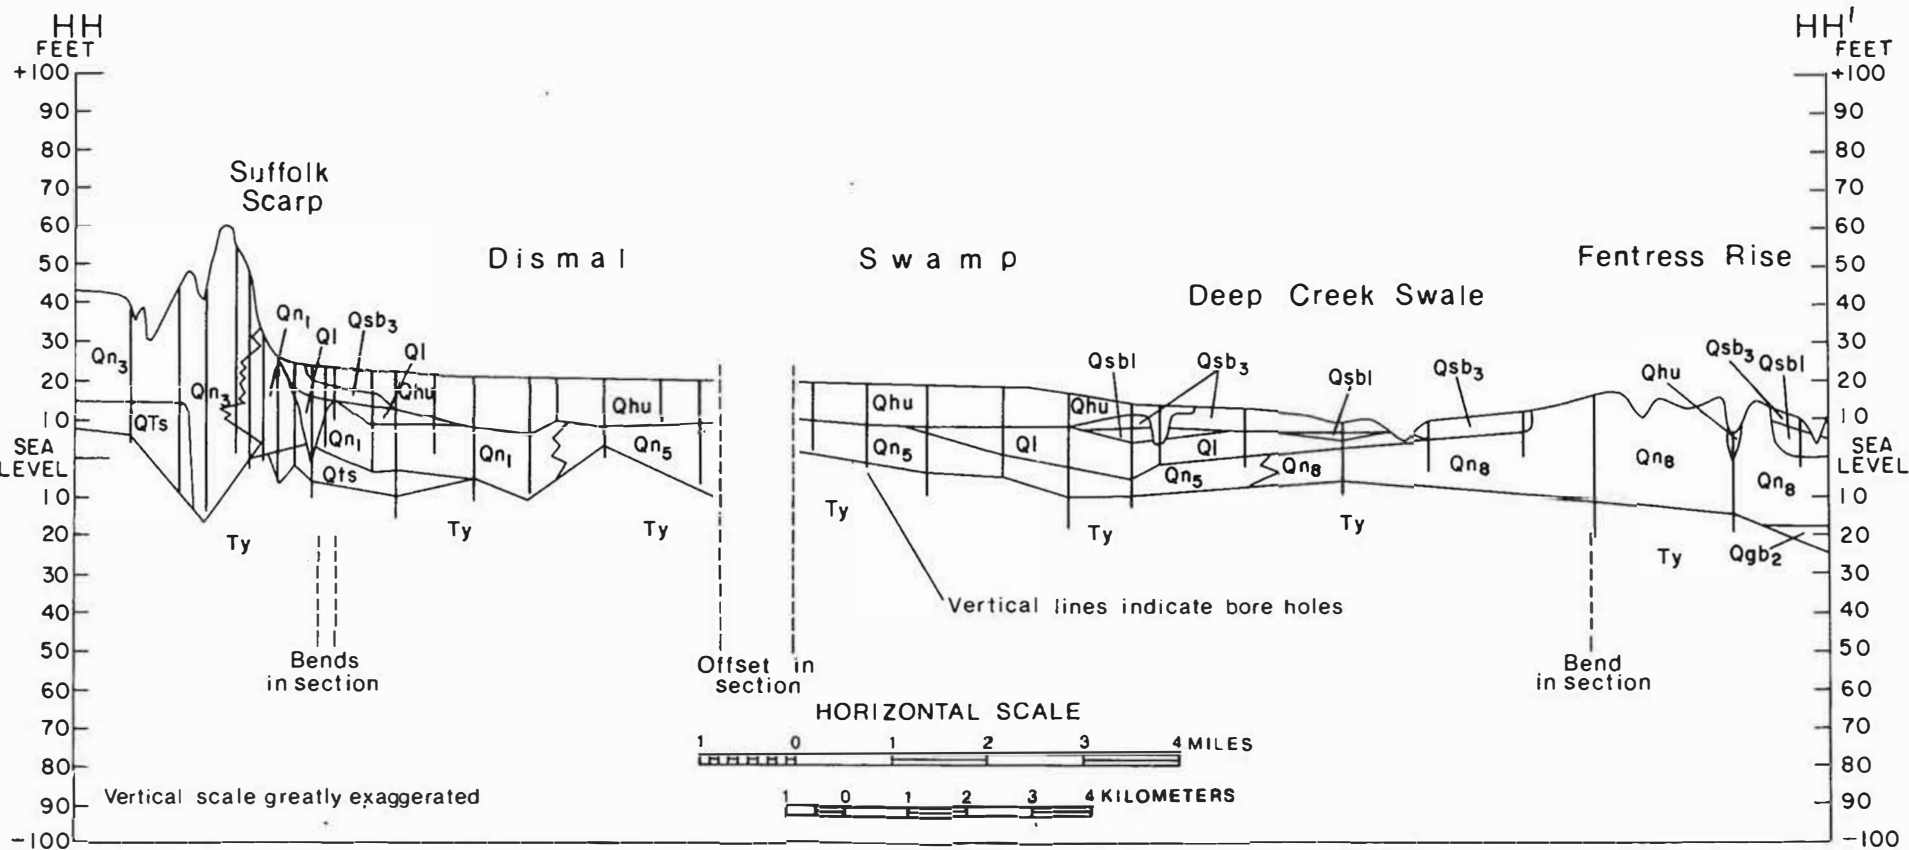 HH
FEET
HH'
FEET
+100
90
80
70
60
50
40
30
20
10
SEA
LEVEL
10
20
30
40
50
60
70
80
90
-100
+100
90
80
70
60
50
40
30
20
10
SEA
LEVEL
10
20
30
40
50
60
70
80
90
-100
Suffolk
Scarp
Dismal
Swamp
Deep Creek Swale
Fentress Rise
Qn3
QTs
Qn3
Qn1
Ql
Qsb3
Ql
Qhu
Qn1
Qts
Qn1
Qhu
Qn5
Ty
Ty
Ty
Qhu
Qn5
Ql
Qhu
Qsbl
Qsb3
Ql
Qn5
Qn8
Qsbl
Qsb3
Qn8
Qn8
Qhu
Qsb3
Qsbl
Qn8
Qgb2
Ty
Ty
Ty
Ty
Vertical lines indicate bore holes
Bends
in section
Offset in
section
Bend
in section
HORIZONTAL SCALE
1 0 1 2 3 4 MILES
1 0 1 2 3 4 KILOMETERS
Vertical scale greatly exaggerated